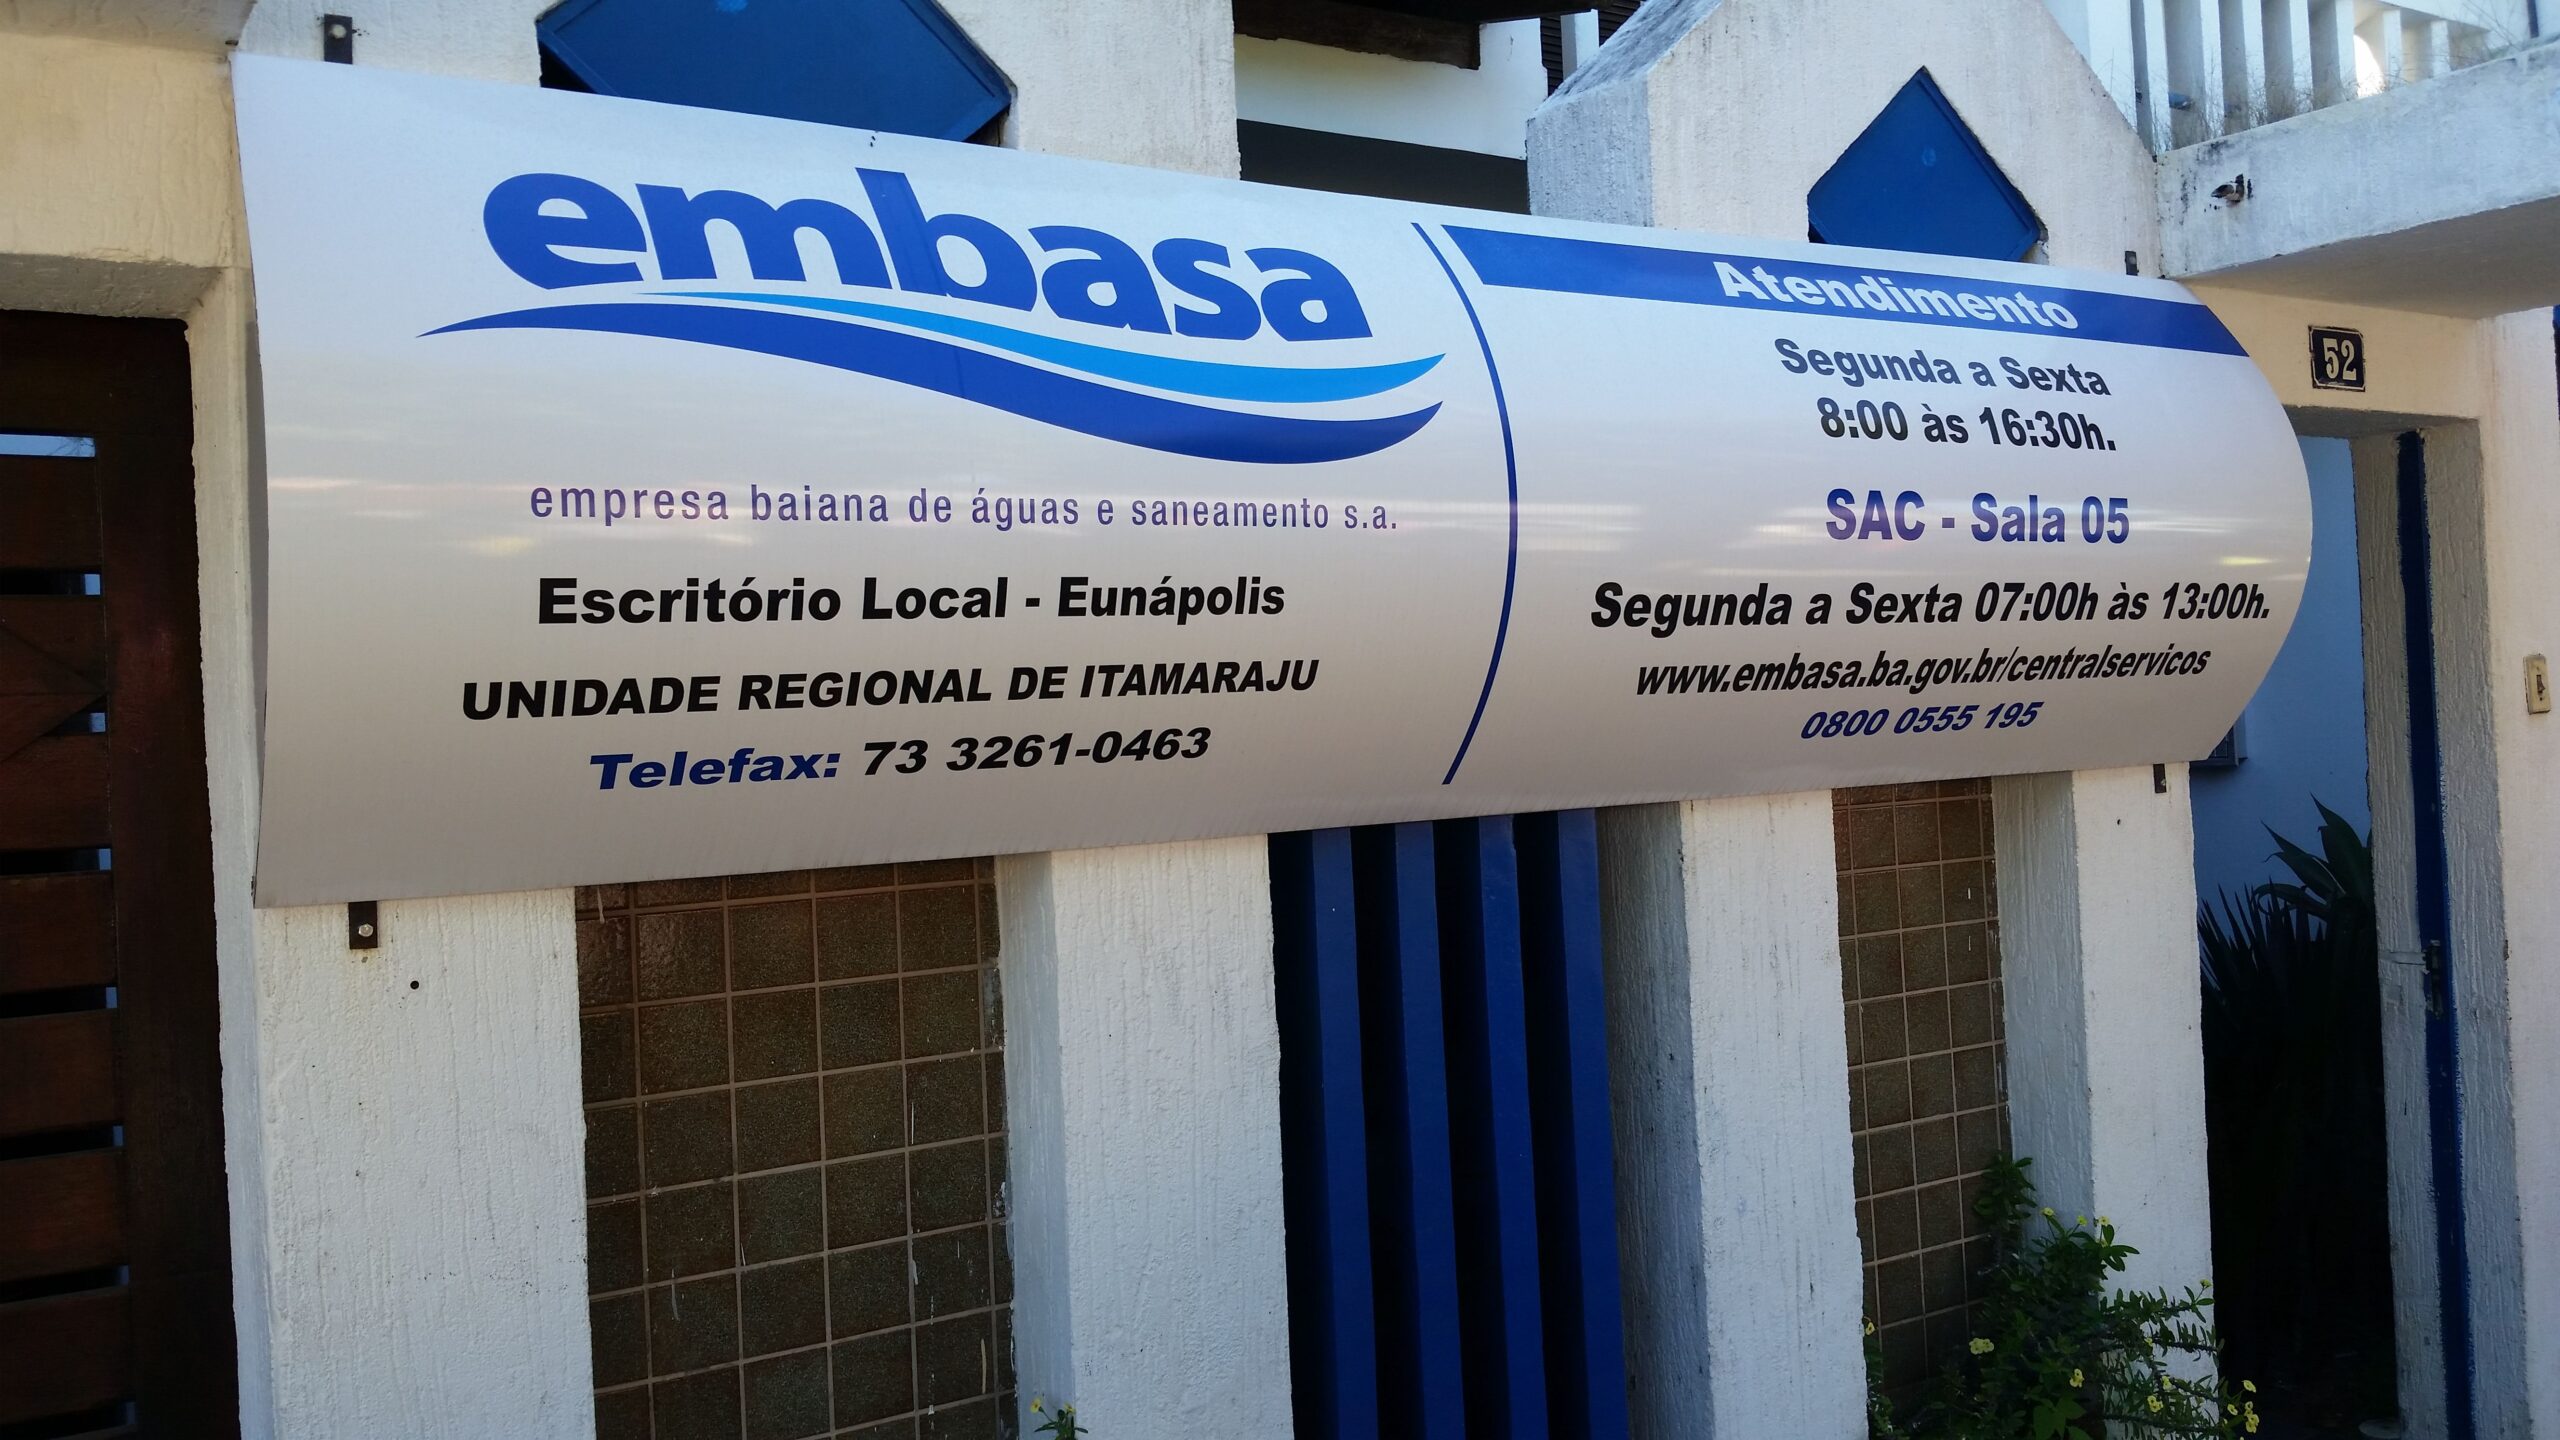 embasa
empresa baiana de águas e saneamento s.a.
Escritório Local - Eunápolis
UNIDADE REGIONAL DE ITAMARAJU
Telefax: 73 3261-0463
Atendimento
Segunda a Sexta
8:00 às 16:30h.
SAC - Sala 05
Segunda a Sexta 07:00h às 13:00h.
www.embasa.ba.gov.br/centralservicos
0800 0555 195
52